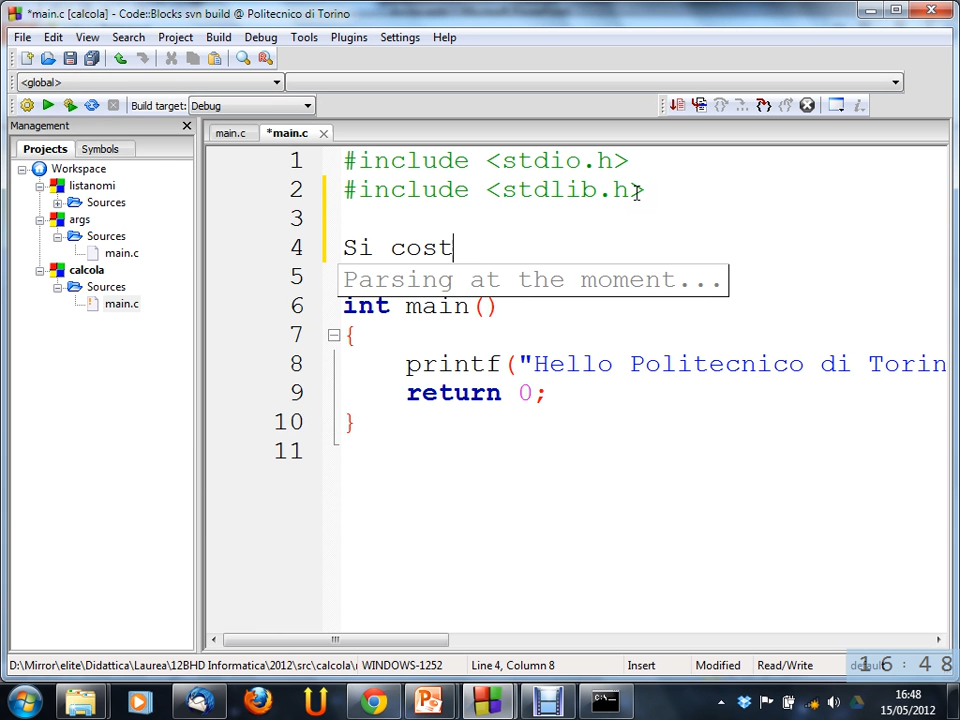 *main.c [calcola] - Code::Blocks svn build @ Politecnico di Torino
File Edit View Search Project Build Debug Tools Plugins Settings Help
<global>
Build target: Debug
Management
Projects Symbols
Workspace
listanomi
Sources
args
Sources
main.c
calcola
Sources
main.c
main.c *main.c
1 #include <stdio.h>
2 #include <stdlib.h>
3
4 Si cost
Parsing at the moment...
5
6 int main()
7 {
8 printf("Hello Politecnico di Torin
9 return 0;
10 }
11
D:\Mirror\elite\Didattica\Laurea\12BHD Informatica\2012\src\calcola\ WINDOWS-1252 Line 4, Column 8 Insert Modified Read/Write
16:48
16:48
15/05/2012